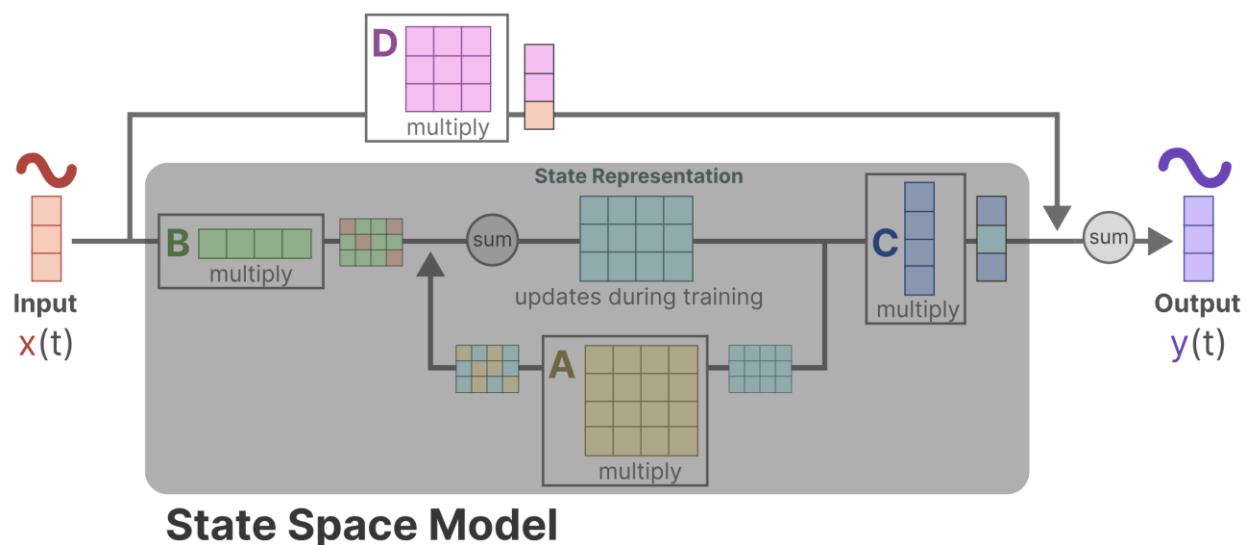 D
multiply
State Representation
B
multiply
sum
updates during training
C
multiply
sum
Input
x(t)
Output
y(t)
A
multiply
State Space Model